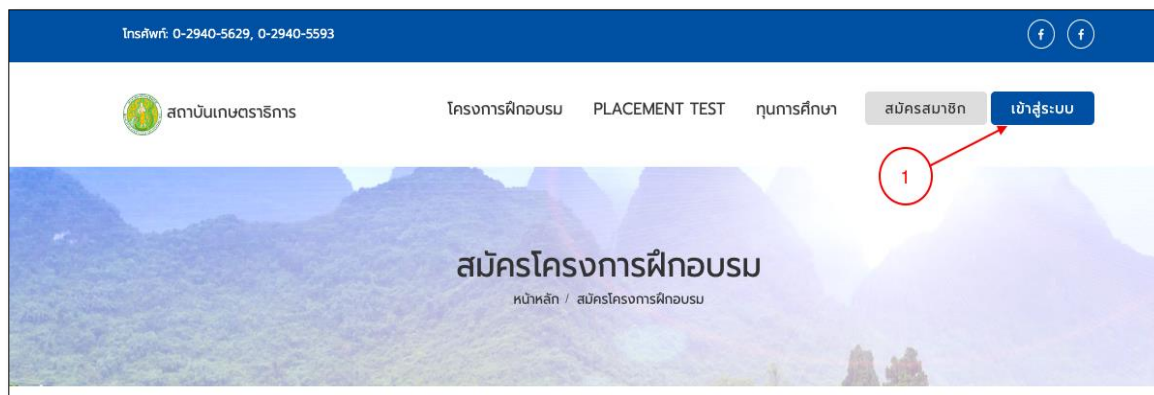 โทรศัพท์: 0-2940-5629, 0-2940-5593
สถาบันเกษตราธิการ
โครงการฝึกอบรม PLACEMENT TEST ทุนการศึกษา สมัครสมาชิก เข้าสู่ระบบ
1
สมัครโครงการฝึกอบรม
หน้าหลัก / สมัครโครงการฝึกอบรม